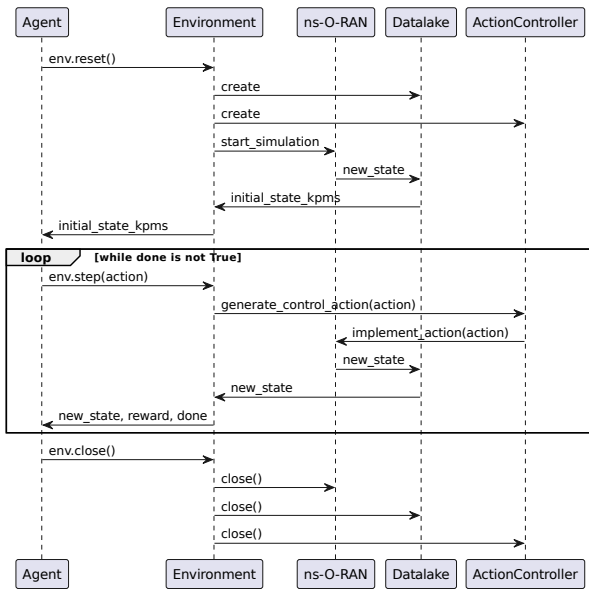 Agent Environment ns-O-RAN Datalake ActionController
env.reset()
create
create
start_simulation
new_state
initial_state_kpms
initial_state_kpms
loop [while done is not True]
env.step(action)
generate_control_action(action)
implement_action(action)
new_state
new_state
new_state, reward, done
env.close()
close()
close()
close()
Agent Environment ns-O-RAN Datalake ActionController